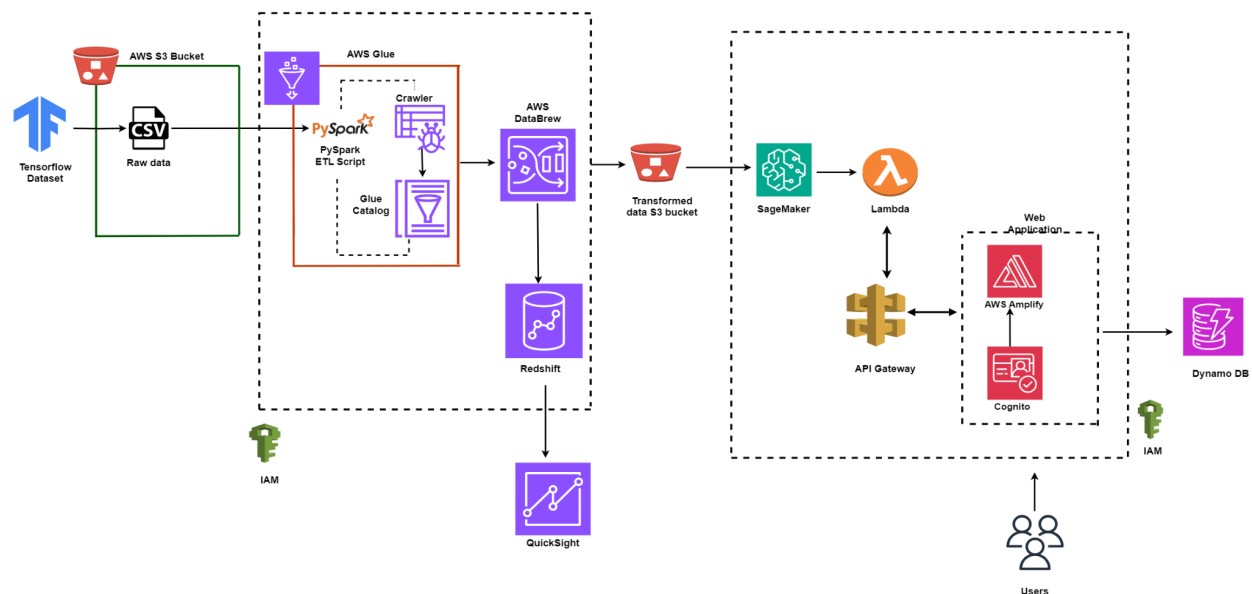 AWS S3 Bucket
Tensorflow
Dataset
CSV
Raw data
AWS Glue
PySpark
PySpark
ETL Script
Crawler
Glue
Catalog
AWS
DataBrew
Redshift
IAM
QuickSight
Transformed
data S3 bucket
SageMaker
Lambda
API Gateway
Web
Application
AWS Amplify
Cognito
Dynamo DB
IAM
Users